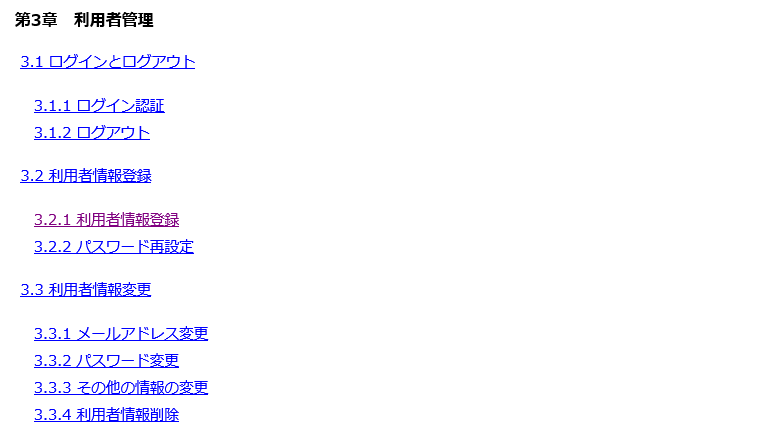 第3章　利用者管理
3.1 ログインとログアウト
3.1.1 ログイン認証
3.1.2 ログアウト
3.2 利用者情報登録
3.2.1 利用者情報登録
3.2.2 パスワード再設定
3.3 利用者情報変更
3.3.1 メールアドレス変更
3.3.2 パスワード変更
3.3.3 その他の情報の変更
3.3.4 利用者情報削除